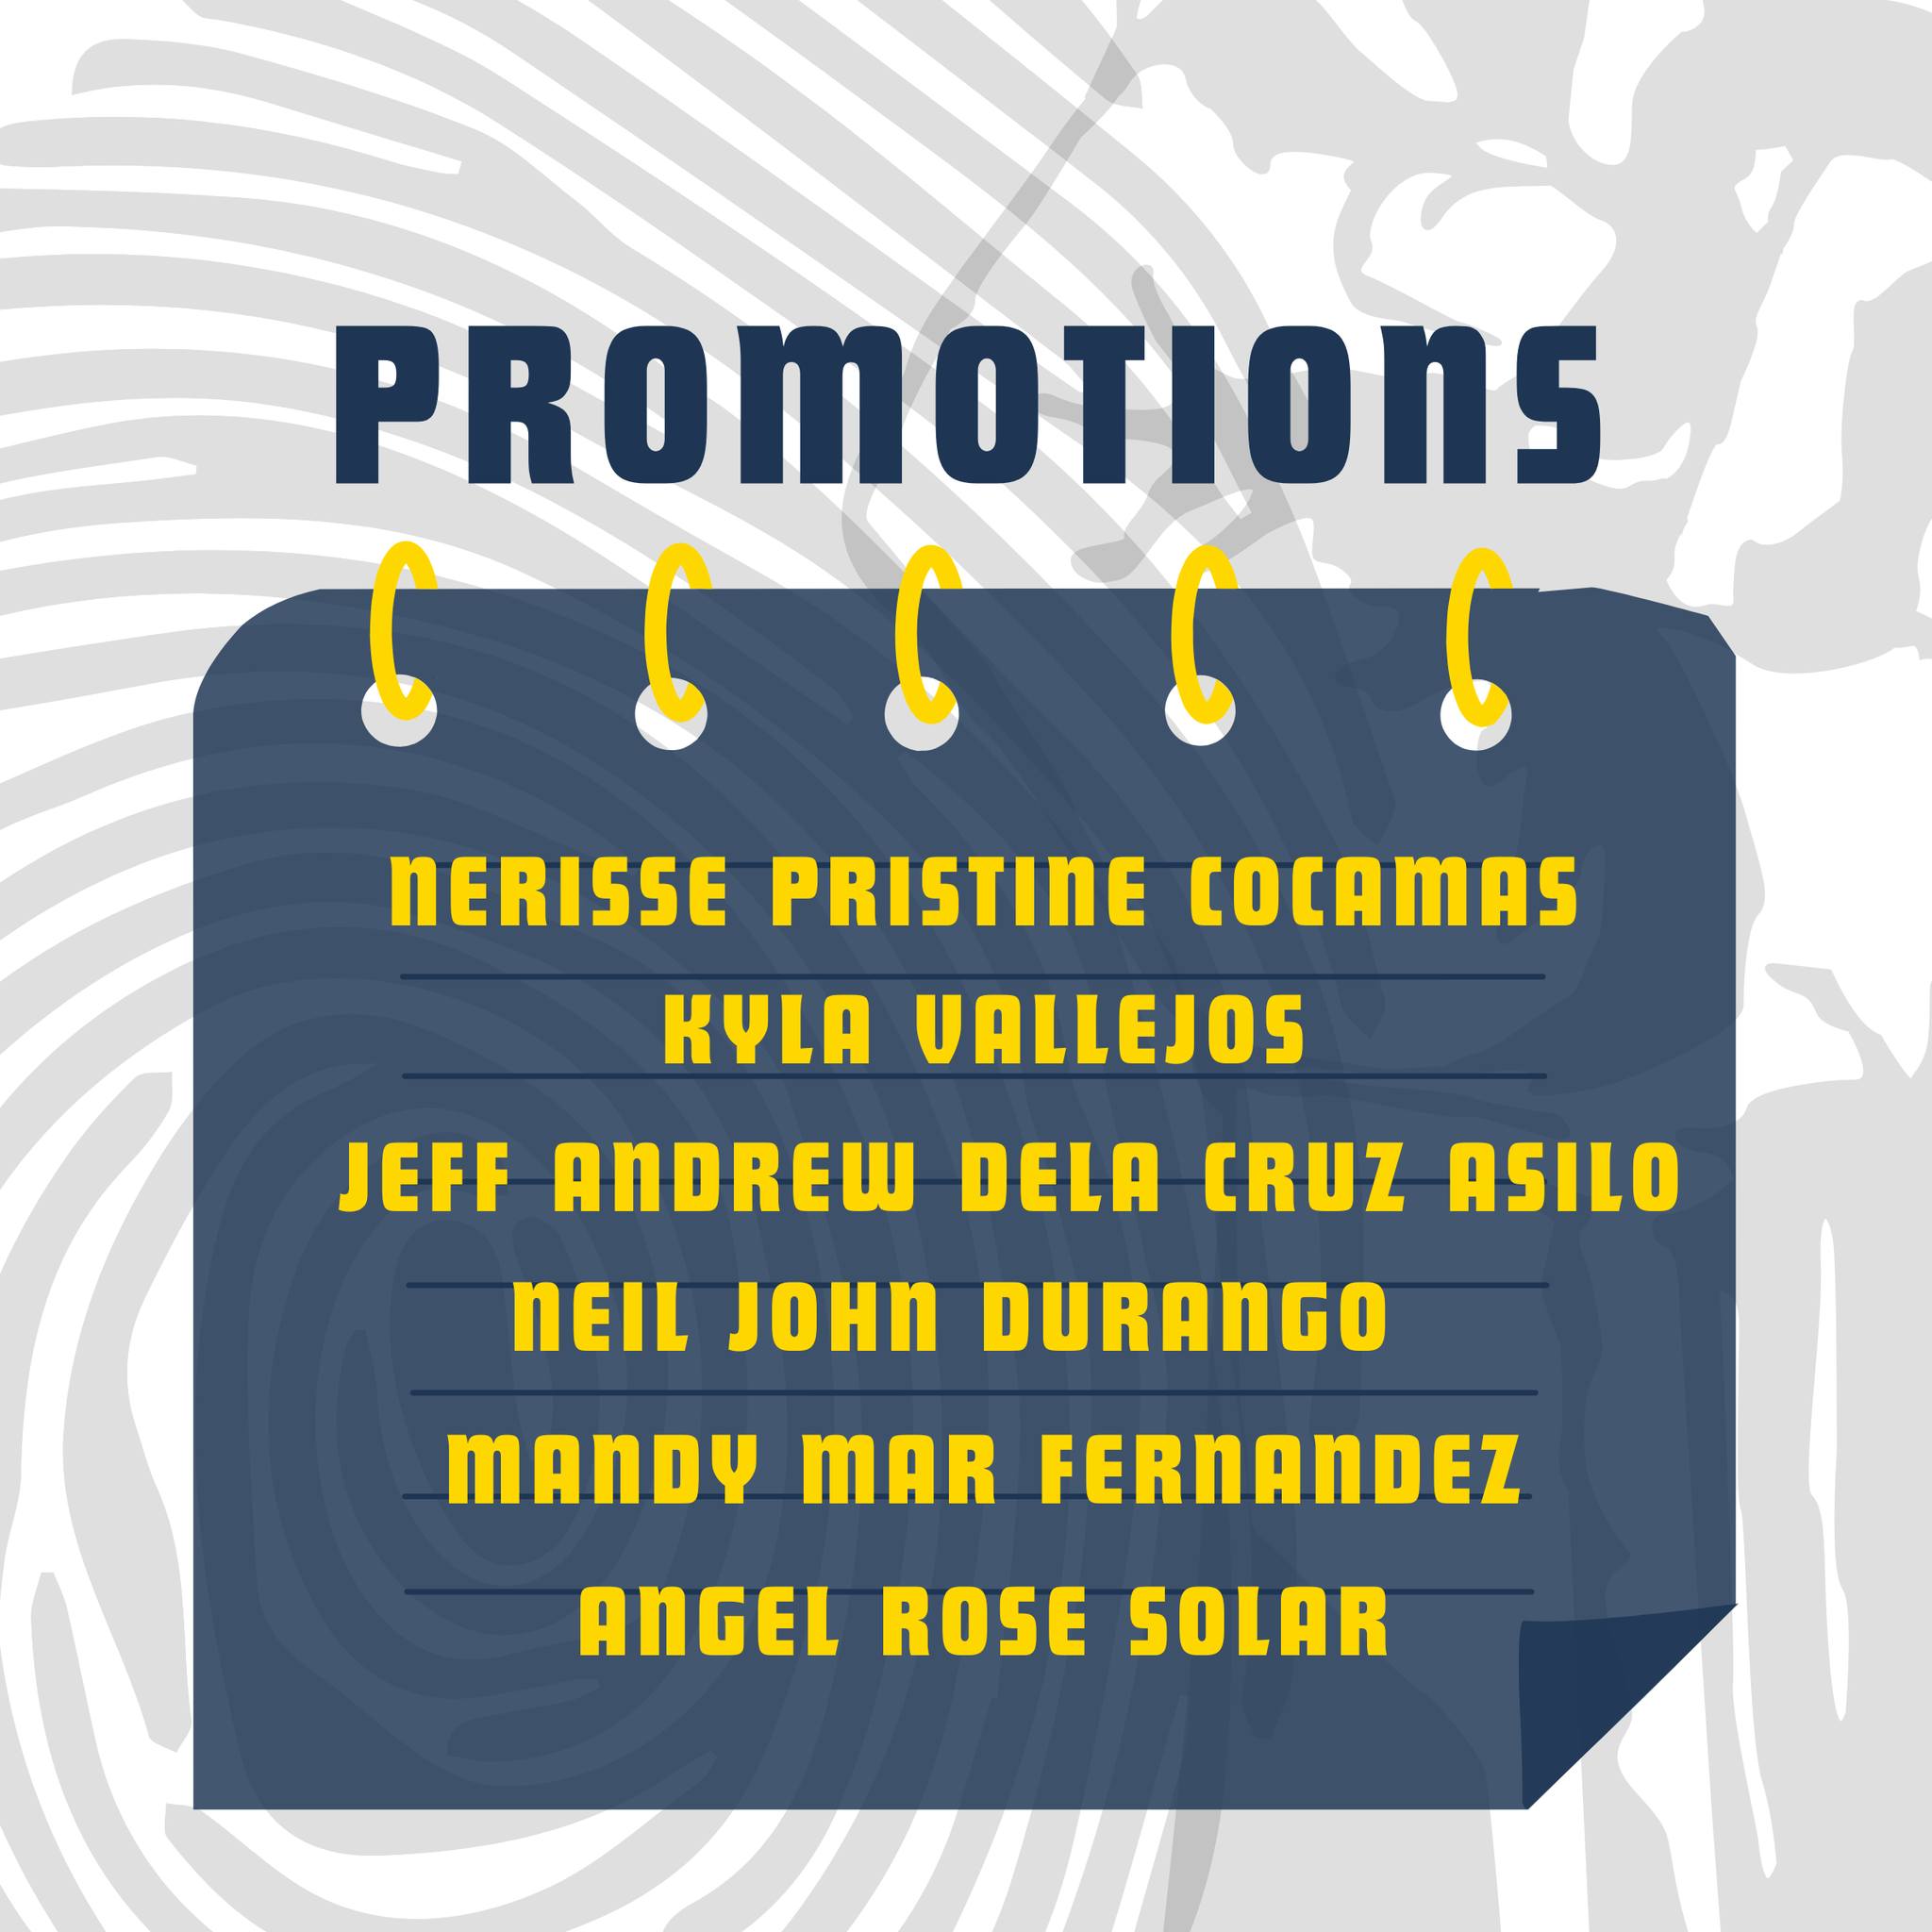 PROMOTIONS
NERISSE PRISTINE COCAMAS
KYLA VALLEJOS
JEFF ANDREW DELA CRUZ ASILO
NEIL JOHN DURANGO
MANDY MAR FERNANDEZ
ANGEL ROSE SOLAR